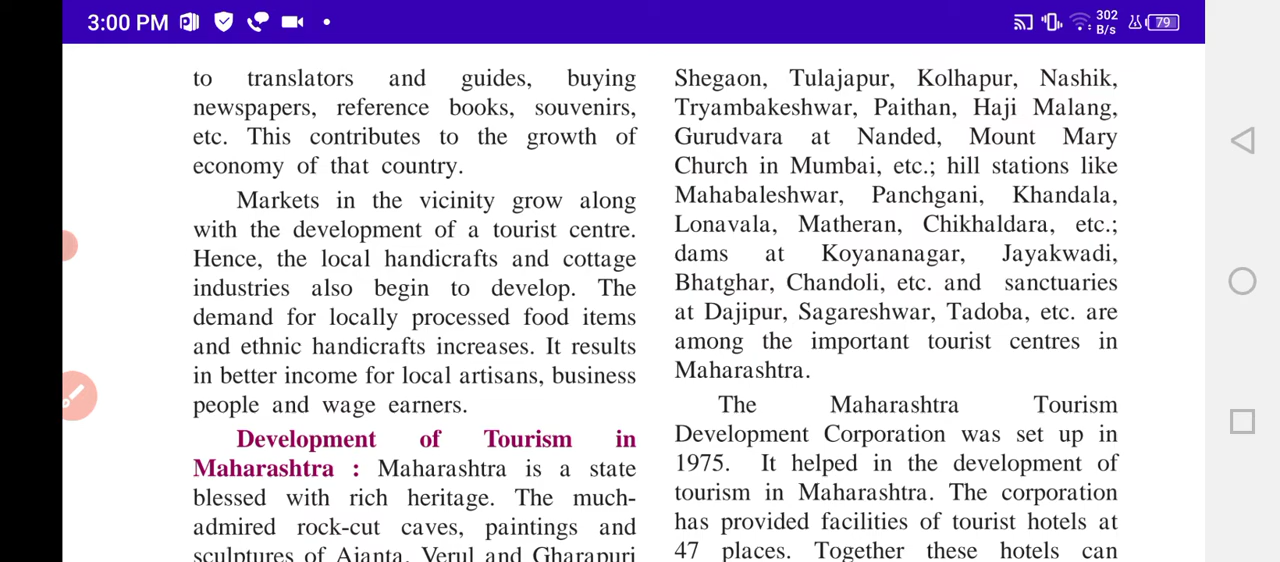 3:00 PM
302
B/s
79
to translators and guides, buying
newspapers, reference books, souvenirs,
etc. This contributes to the growth of
economy of that country.
Markets in the vicinity grow along
with the development of a tourist centre.
Hence, the local handicrafts and cottage
industries also begin to develop. The
demand for locally processed food items
and ethnic handicrafts increases. It results
in better income for local artisans, business
people and wage earners.
Development of Tourism in
Maharashtra : Maharashtra is a state
blessed with rich heritage. The much-
admired rock-cut caves, paintings and
sculptures of Ajanta, Verul and Gharapuri
Shegaon, Tulajapur, Kolhapur, Nashik,
Tryambakeshwar, Paithan, Haji Malang,
Gurudvara at Nanded, Mount Mary
Church in Mumbai, etc.; hill stations like
Mahabaleshwar, Panchgani, Khandala,
Lonavala, Matheran, Chikhaldara, etc.;
dams at Koyananagar, Jayakwadi,
Bhatghar, Chandoli, etc. and sanctuaries
at Dajipur, Sagareshwar, Tadoba, etc. are
among the important tourist centres in
Maharashtra.
The Maharashtra Tourism
Development Corporation was set up in
1975. It helped in the development of
tourism in Maharashtra. The corporation
has provided facilities of tourist hotels at
47 places. Together these hotels can